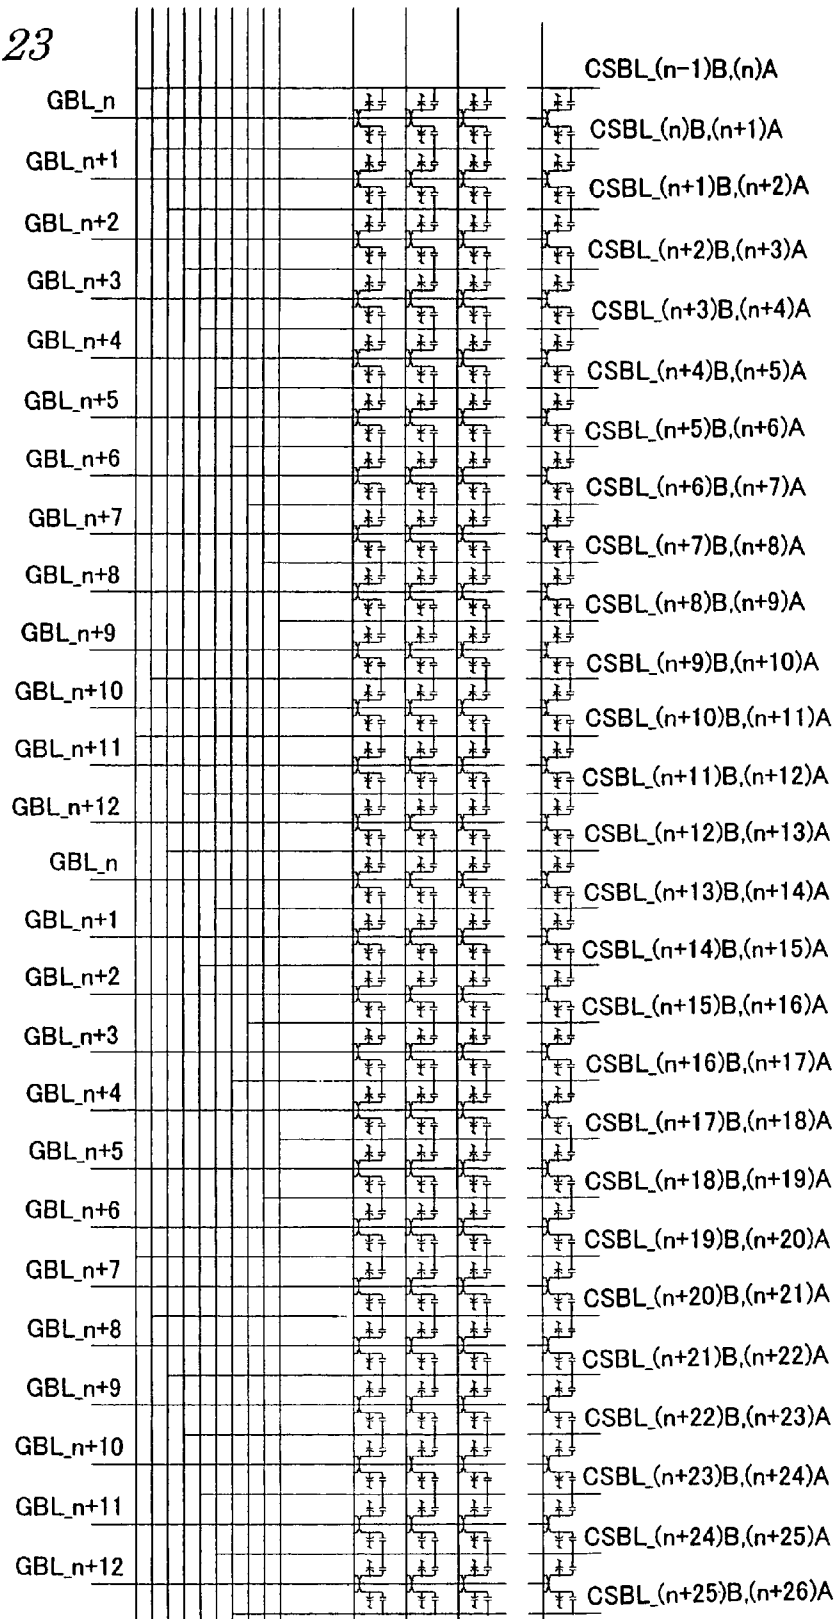 23
CSBL_(n-1)B,(n)A
GBL_n
CSBL_(n)B,(n+1)A
GBL_n+1
CSBL_(n+1)B,(n+2)A
GBL_n+2
CSBL_(n+2)B,(n+3)A
GBL_n+3
CSBL_(n+3)B,(n+4)A
GBL_n+4
CSBL_(n+4)B,(n+5)A
GBL_n+5
CSBL_(n+5)B,(n+6)A
GBL_n+6
CSBL_(n+6)B,(n+7)A
GBL_n+7
CSBL_(n+7)B,(n+8)A
GBL_n+8
CSBL_(n+8)B,(n+9)A
GBL_n+9
CSBL_(n+9)B,(n+10)A
GBL_n+10
CSBL_(n+10)B,(n+11)A
GBL_n+11
CSBL_(n+11)B,(n+12)A
GBL_n+12
CSBL_(n+12)B,(n+13)A
GBL_n
CSBL_(n+13)B,(n+14)A
GBL_n+1
CSBL_(n+14)B,(n+15)A
GBL_n+2
CSBL_(n+15)B,(n+16)A
GBL_n+3
CSBL_(n+16)B,(n+17)A
GBL_n+4
CSBL_(n+17)B,(n+18)A
GBL_n+5
CSBL_(n+18)B,(n+19)A
GBL_n+6
CSBL_(n+19)B,(n+20)A
GBL_n+7
CSBL_(n+20)B,(n+21)A
GBL_n+8
CSBL_(n+21)B,(n+22)A
GBL_n+9
CSBL_(n+22)B,(n+23)A
GBL_n+10
CSBL_(n+23)B,(n+24)A
GBL_n+11
CSBL_(n+24)B,(n+25)A
GBL_n+12
CSBL_(n+25)B,(n+26)A